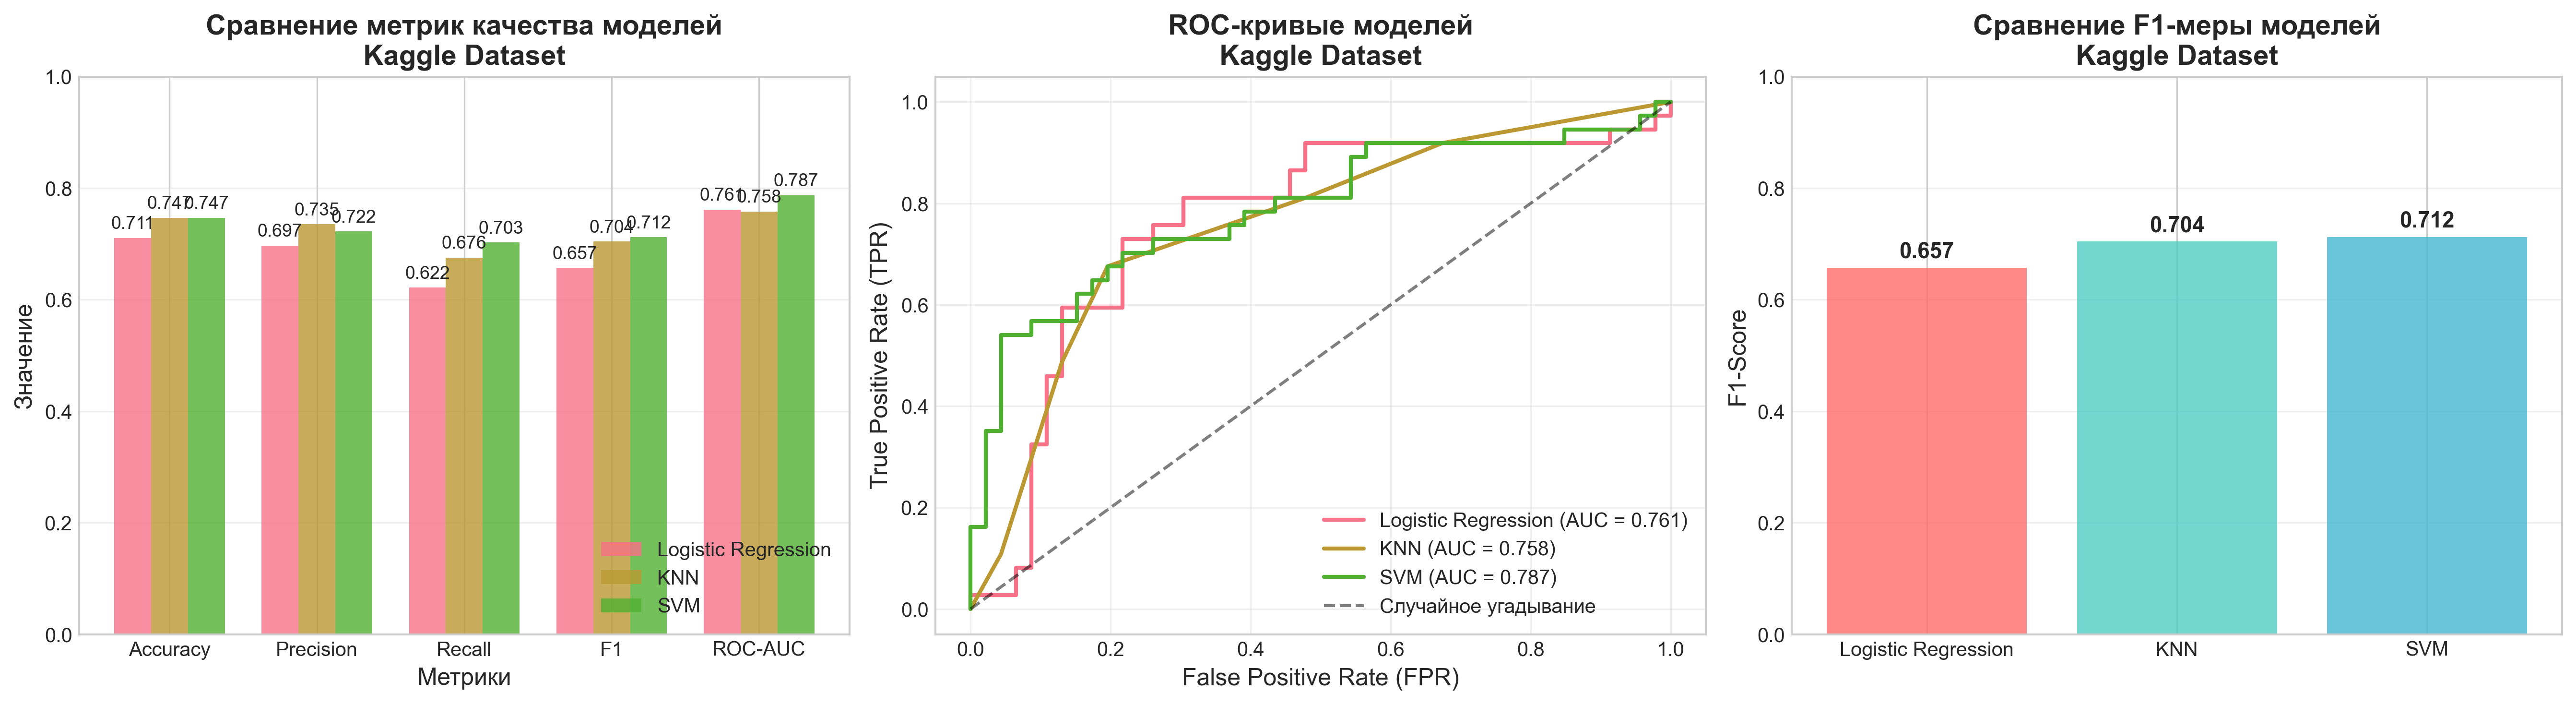 Сравнение метрик качества моделей
Kaggle Dataset
1.0
0.8
0.6
0.4
0.2
0.0
Значение
0.711
0.747
0.747
0.697
0.735
0.722
0.622
0.676
0.703
0.657
0.704
0.712
0.761
0.758
0.787
Logistic Regression
KNN
SVM
Accuracy
Precision
Recall
F1
ROC-AUC
Метрики
ROC-кривые моделей
Kaggle Dataset
1.0
0.8
0.6
0.4
0.2
0.0
True Positive Rate (TPR)
Logistic Regression (AUC = 0.761)
KNN (AUC = 0.758)
SVM (AUC = 0.787)
Случайное угадывание
0.0
0.2
0.4
0.6
0.8
1.0
False Positive Rate (FPR)
Сравнение F1-меры моделей
Kaggle Dataset
1.0
0.8
0.6
0.4
0.2
0.0
F1-Score
0.657
0.704
0.712
Logistic Regression
KNN
SVM